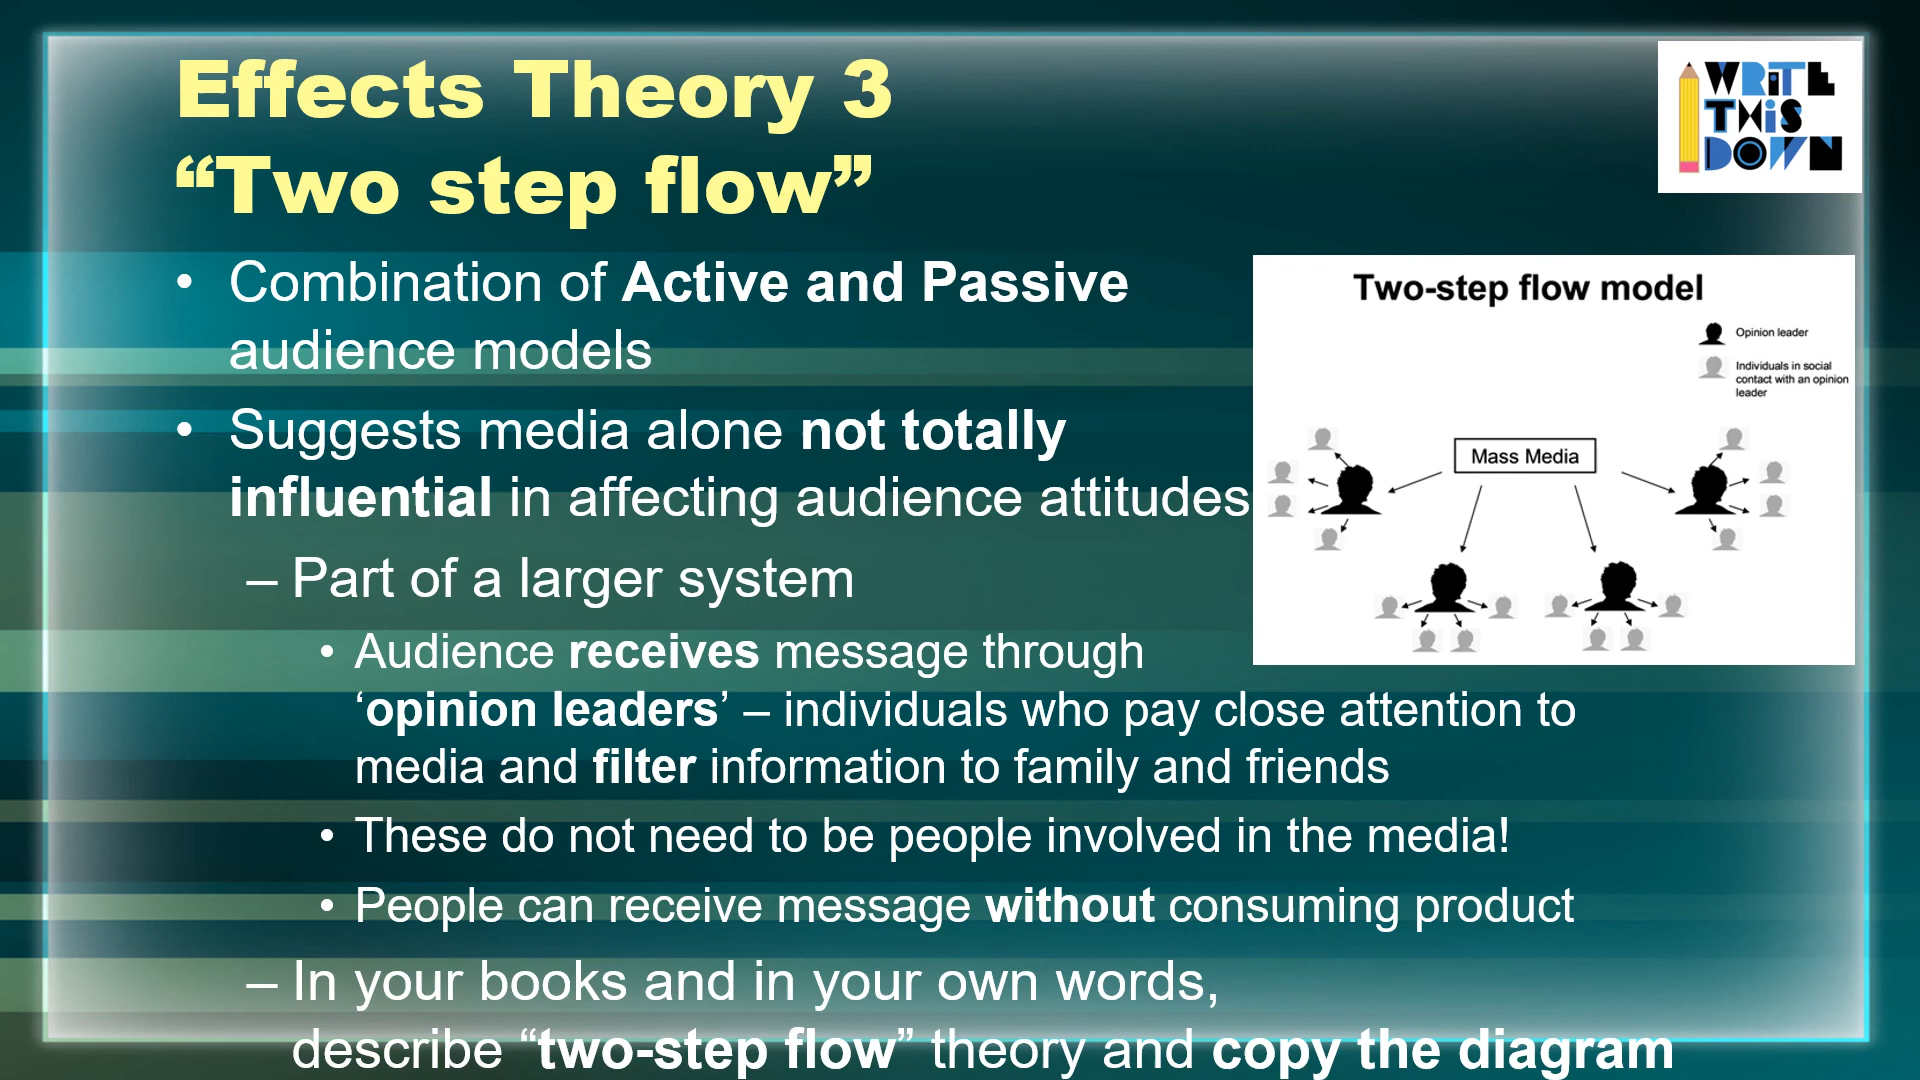 Effects Theory 3
“Two step flow”
WRiTE
THiS
DOWN
• Combination of Active and Passive
audience models
• Suggests media alone not totally
influential in affecting audience attitudes
– Part of a larger system
• Audience receives message through
‘opinion leaders’ – individuals who pay close attention to
media and filter information to family and friends
• These do not need to be people involved in the media!
• People can receive message without consuming product
– In your books and in your own words,
describe “two-step flow” theory and copy the diagram
Two-step flow model
Opinion leader
Individuals in social
contact with an opinion
leader
Mass Media